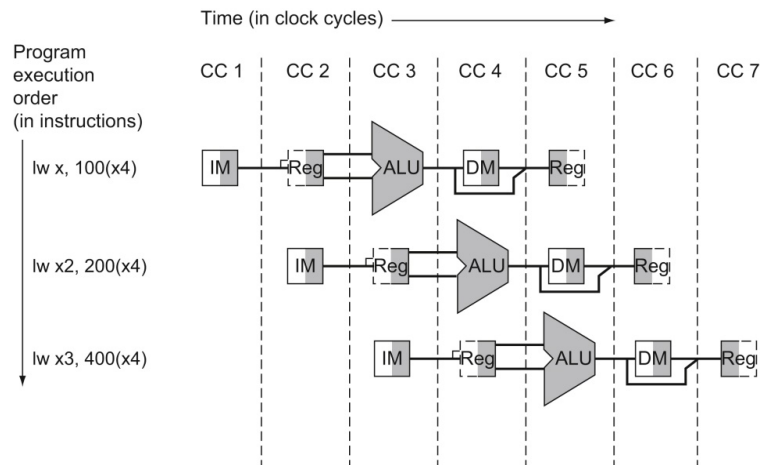 Time (in clock cycles)
Program
execution
order
(in instructions)
CC 1 CC 2 CC 3 CC 4 CC 5 CC 6 CC 7
lw x, 100(x4)
IM Reg ALU DM Reg
lw x2, 200(x4)
IM Reg ALU DM Reg
lw x3, 400(x4)
IM Reg ALU DM Reg